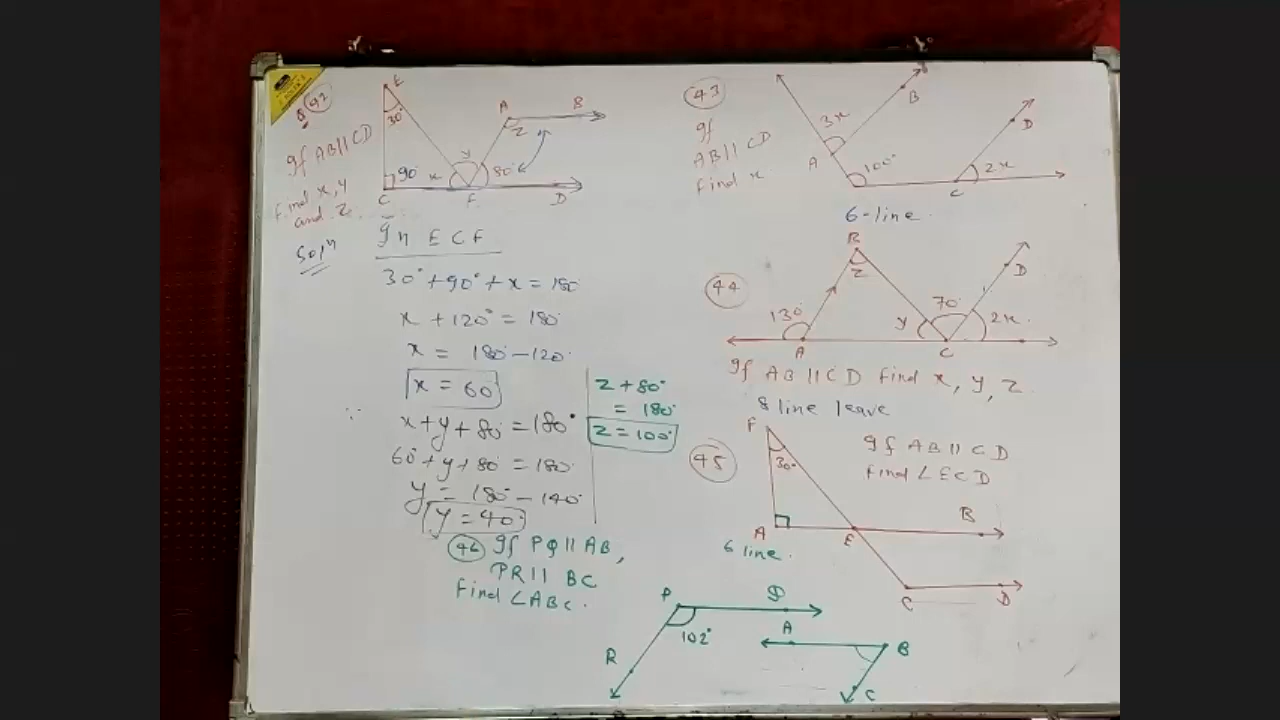 Q 42
If AB||CD
Find x, y
and z.
Solⁿ
E
30°
90°
x
y
80°
C
F
D
A
z
B
In ECF
30° + 90° + x = 180°
x + 120° = 180°
x = 180° - 120°
x = 60°
∵ x + y + 80° = 180°
60° + y + 80° = 180°
y = 180° - 140°
y = 40°
z + 80°
= 180°
z = 100°
46 If PQ || AB,
PR || BC
Find ∠ABC.
P
Q
102°
R
A
B
C
43
If
AB || CD
Find x
3x
A
B
100°
C
2x
D
6-line.
44
B
z
130°
A
y
70°
2x
C
D
If AB || CD Find x, y, z.
8 line leave
45
F
30°
If AB || CD
Find ∠ECD
A
E
B
6 line.
C
D